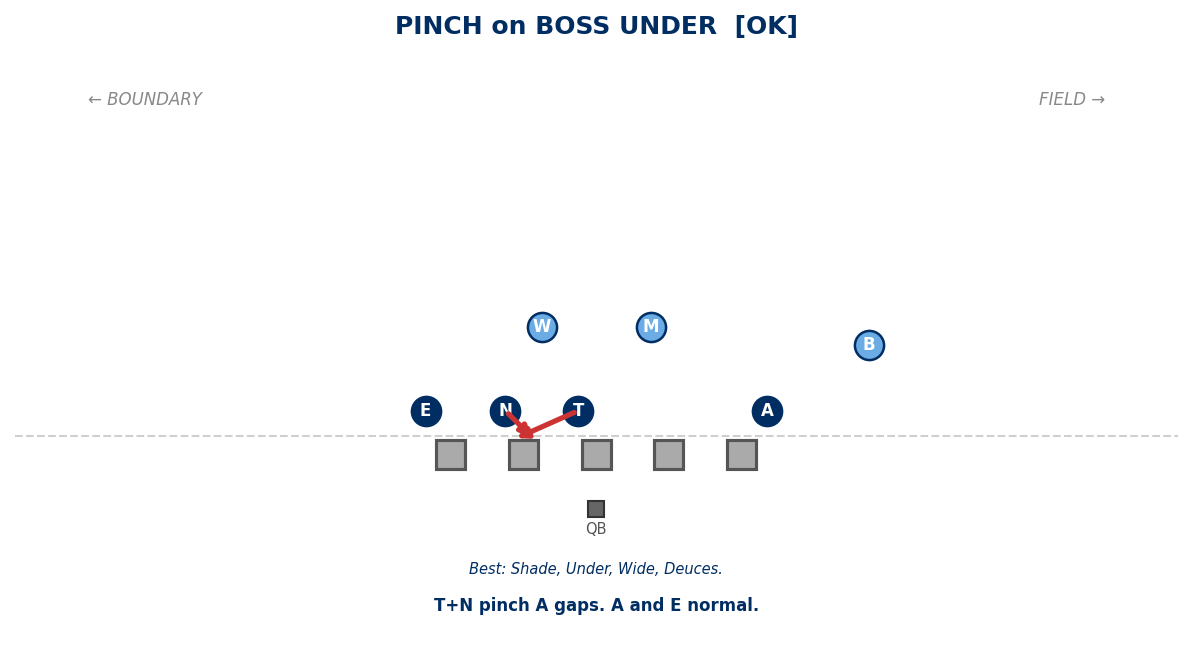 PINCH on BOSS UNDER [OK]
← BOUNDARY
FIELD →
W
M
B
E
N
T
A
QB
Best: Shade, Under, Wide, Deuces.
T+N pinch A gaps. A and E normal.